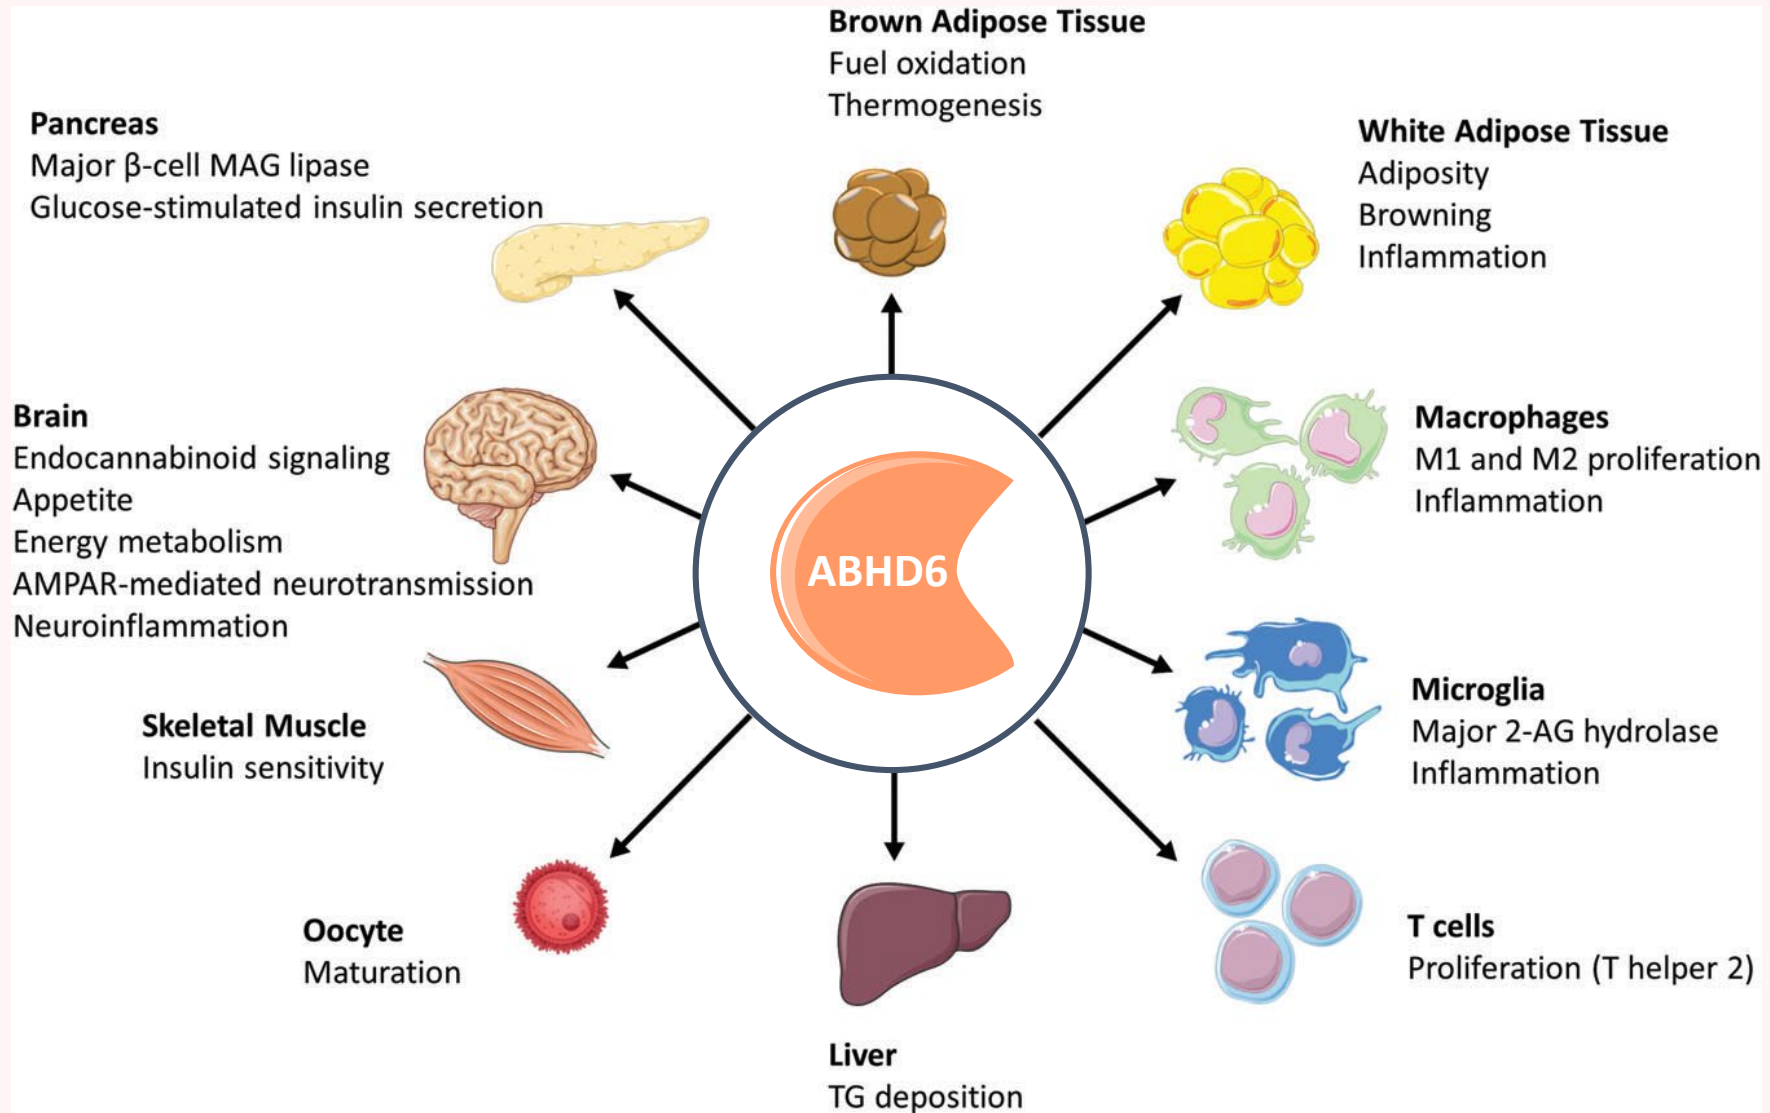 Brown Adipose Tissue
Fuel oxidation
Thermogenesis
Pancreas
Major β-cell MAG lipase
Glucose-stimulated insulin secretion
White Adipose Tissue
Adiposity
Browning
Inflammation
Brain
Endocannabinoid signaling
Appetite
Energy metabolism
AMPAR-mediated neurotransmission
Neuroinflammation
Macrophages
M1 and M2 proliferation
Inflammation
ABHD6
Skeletal Muscle
Insulin sensitivity
Microglia
Major 2-AG hydrolase
Inflammation
Oocyte
Maturation
T cells
Proliferation (T helper 2)
Liver
TG deposition